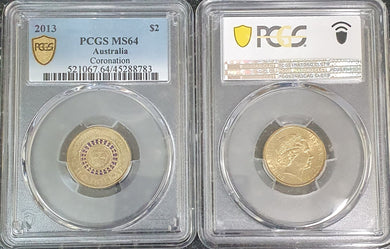 2013 PCGS MS64 $2
Australia
Coronation
521067.64/45288783
PCGS